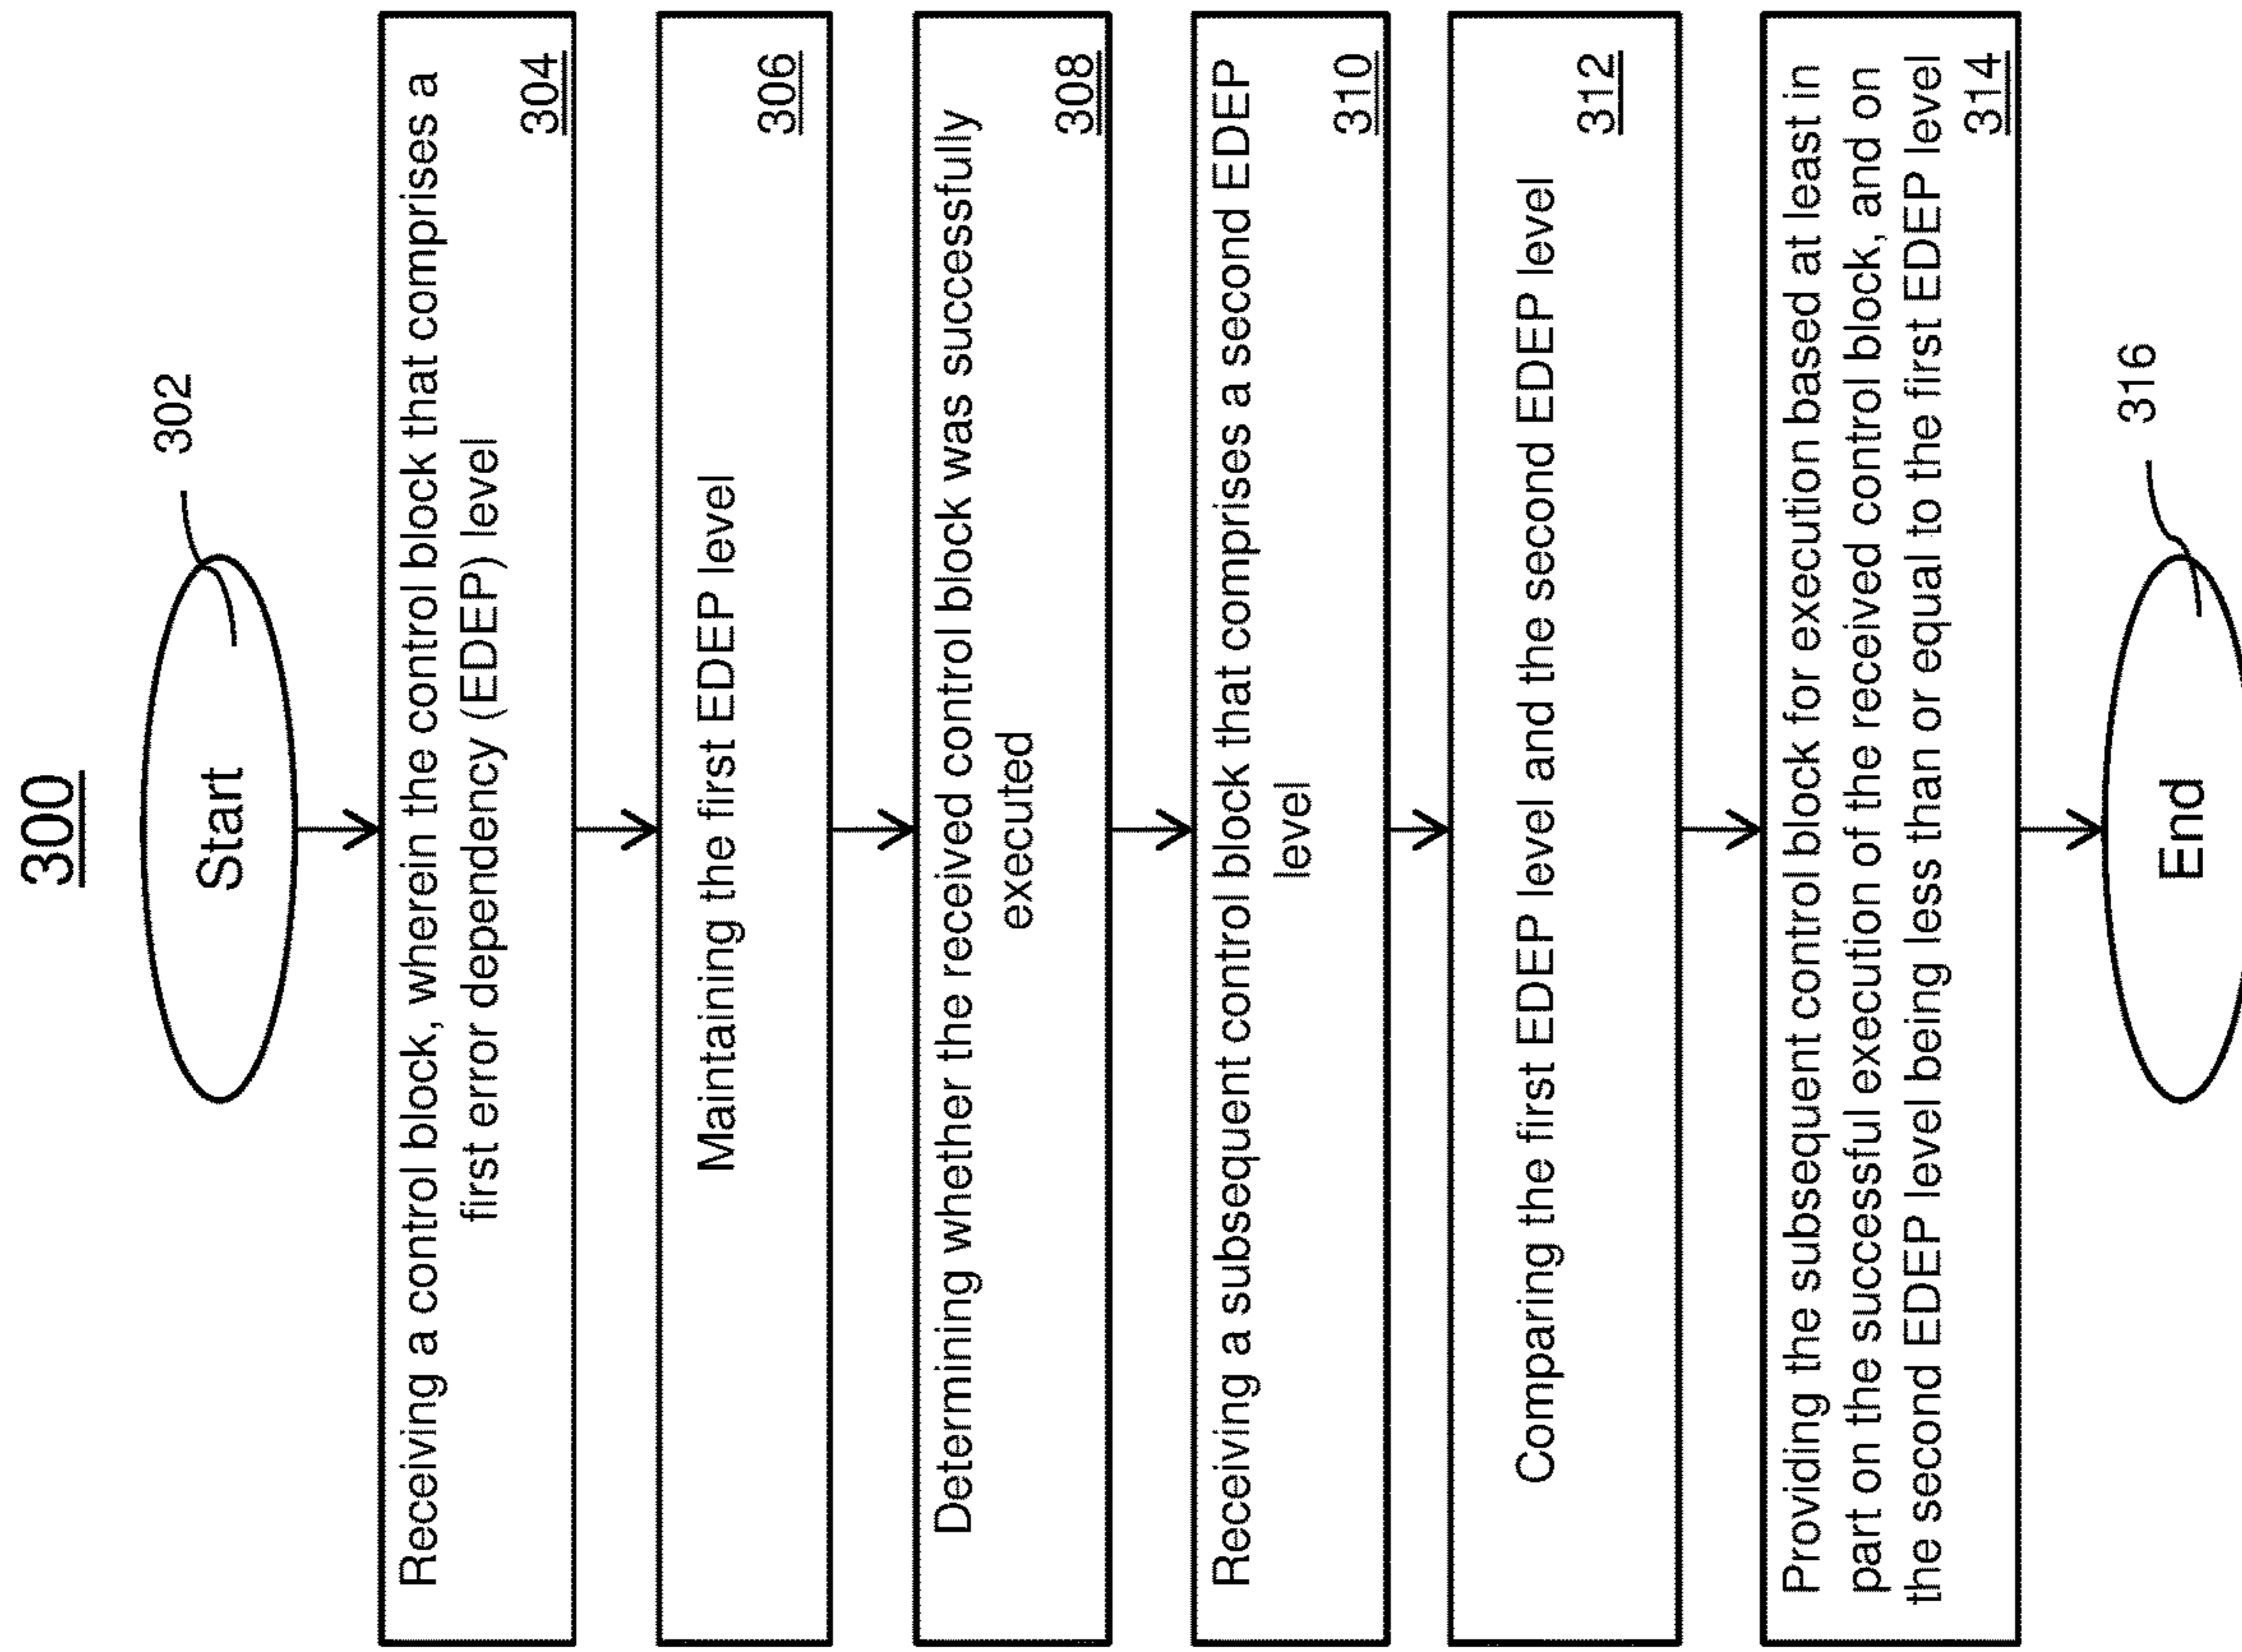 300
302
Start
Receiving a control block, wherein the control block that comprises a
first error dependency (EDEP) level
304
Maintaining the first EDEP level
306
Determining whether the received control block was successfully
executed
308
Receiving a subsequent control block that comprises a second EDEP
level
310
Comparing the first EDEP level and the second EDEP level
312
Providing the subsequent control block for execution based at least in
part on the successful execution of the received control block, and on
the second EDEP level being less than or equal to the first EDEP level
314
316
End